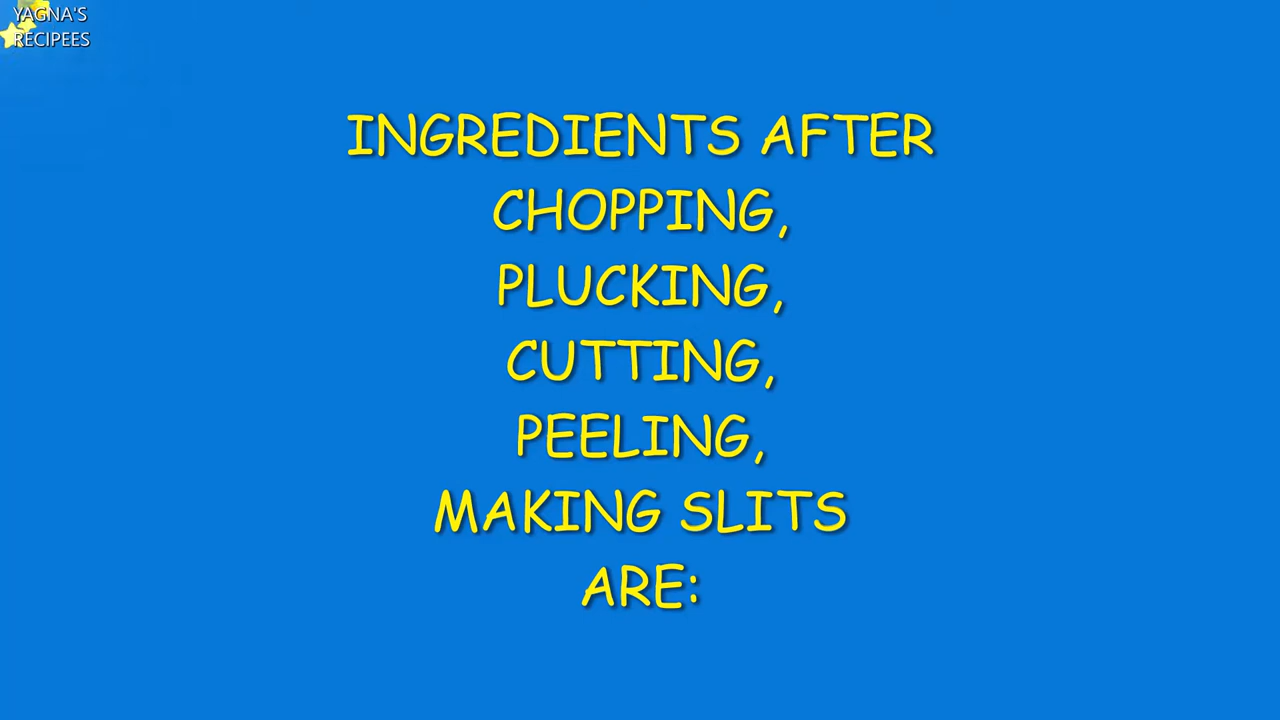 YAGNA'S
RECIPEES
INGREDIENTS AFTER
CHOPPING,
PLUCKING,
CUTTING,
PEELING,
MAKING SLITS
ARE: